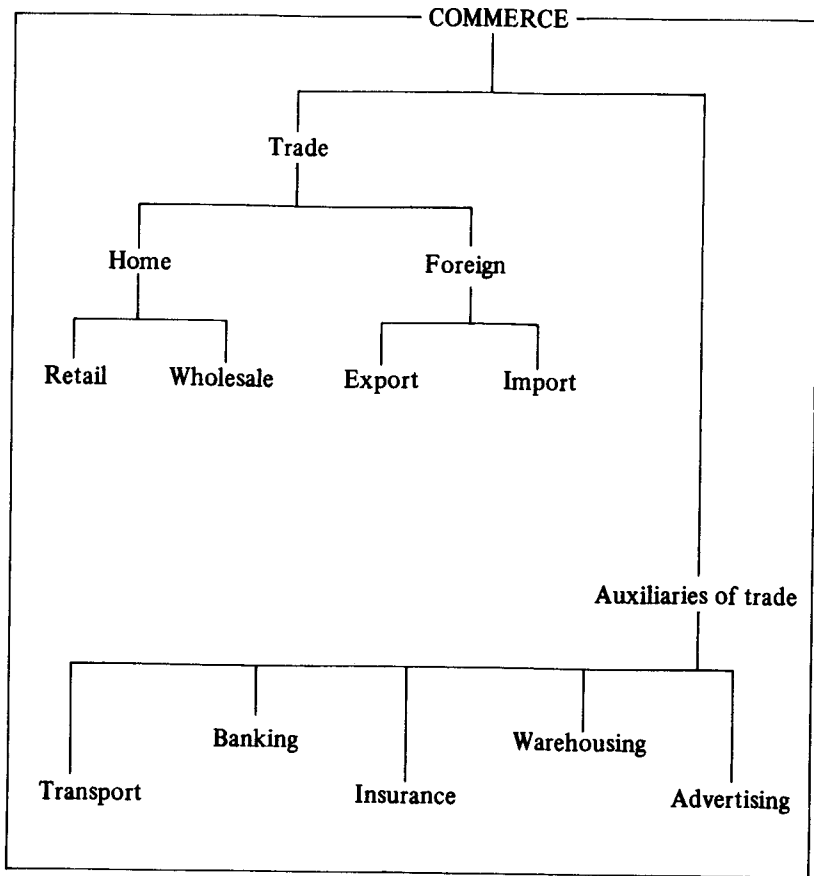 COMMERCE
Trade
Home
Foreign
Retail
Wholesale
Export
Import
Auxiliaries of trade
Banking
Warehousing
Transport
Insurance
Advertising